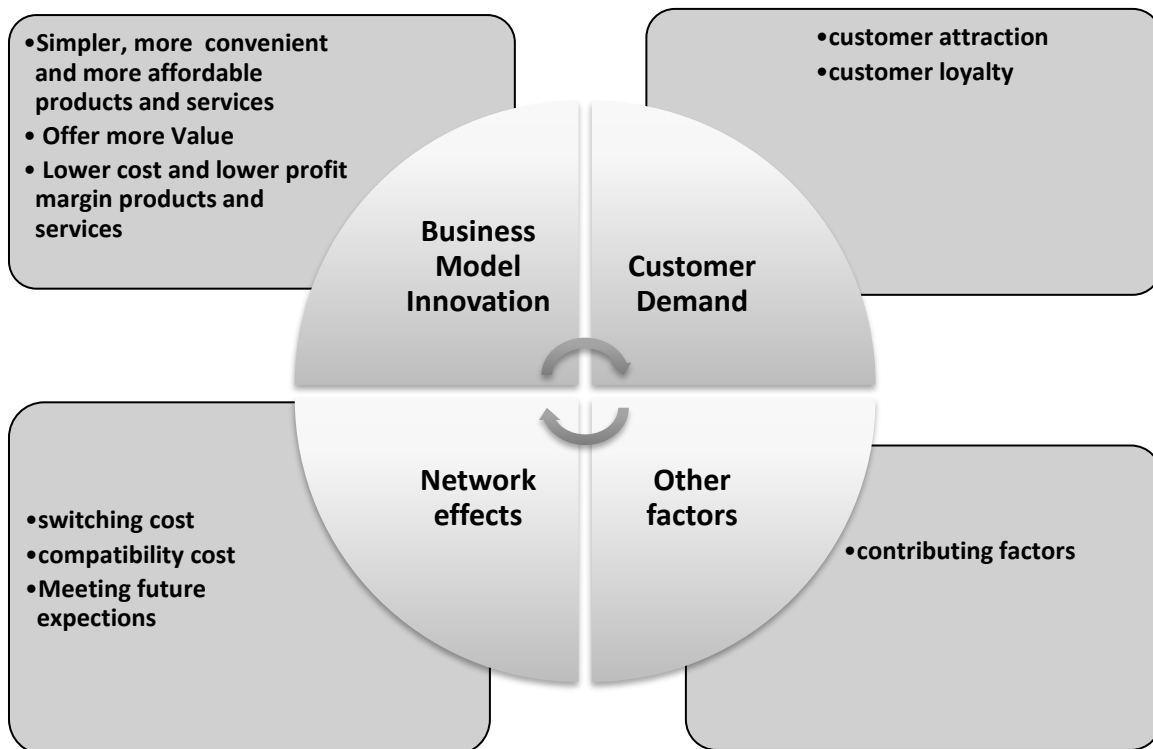 •Simpler, more  convenient
and more affordable
products and services
• Offer more Value
• Lower cost and lower profit
margin products and
services
•customer attraction
•customer loyalty
Business
Model
Innovation
Customer
Demand
Network
effects
Other
factors
•switching cost
•compatibility cost
•Meeting future
expections
•contributing factors